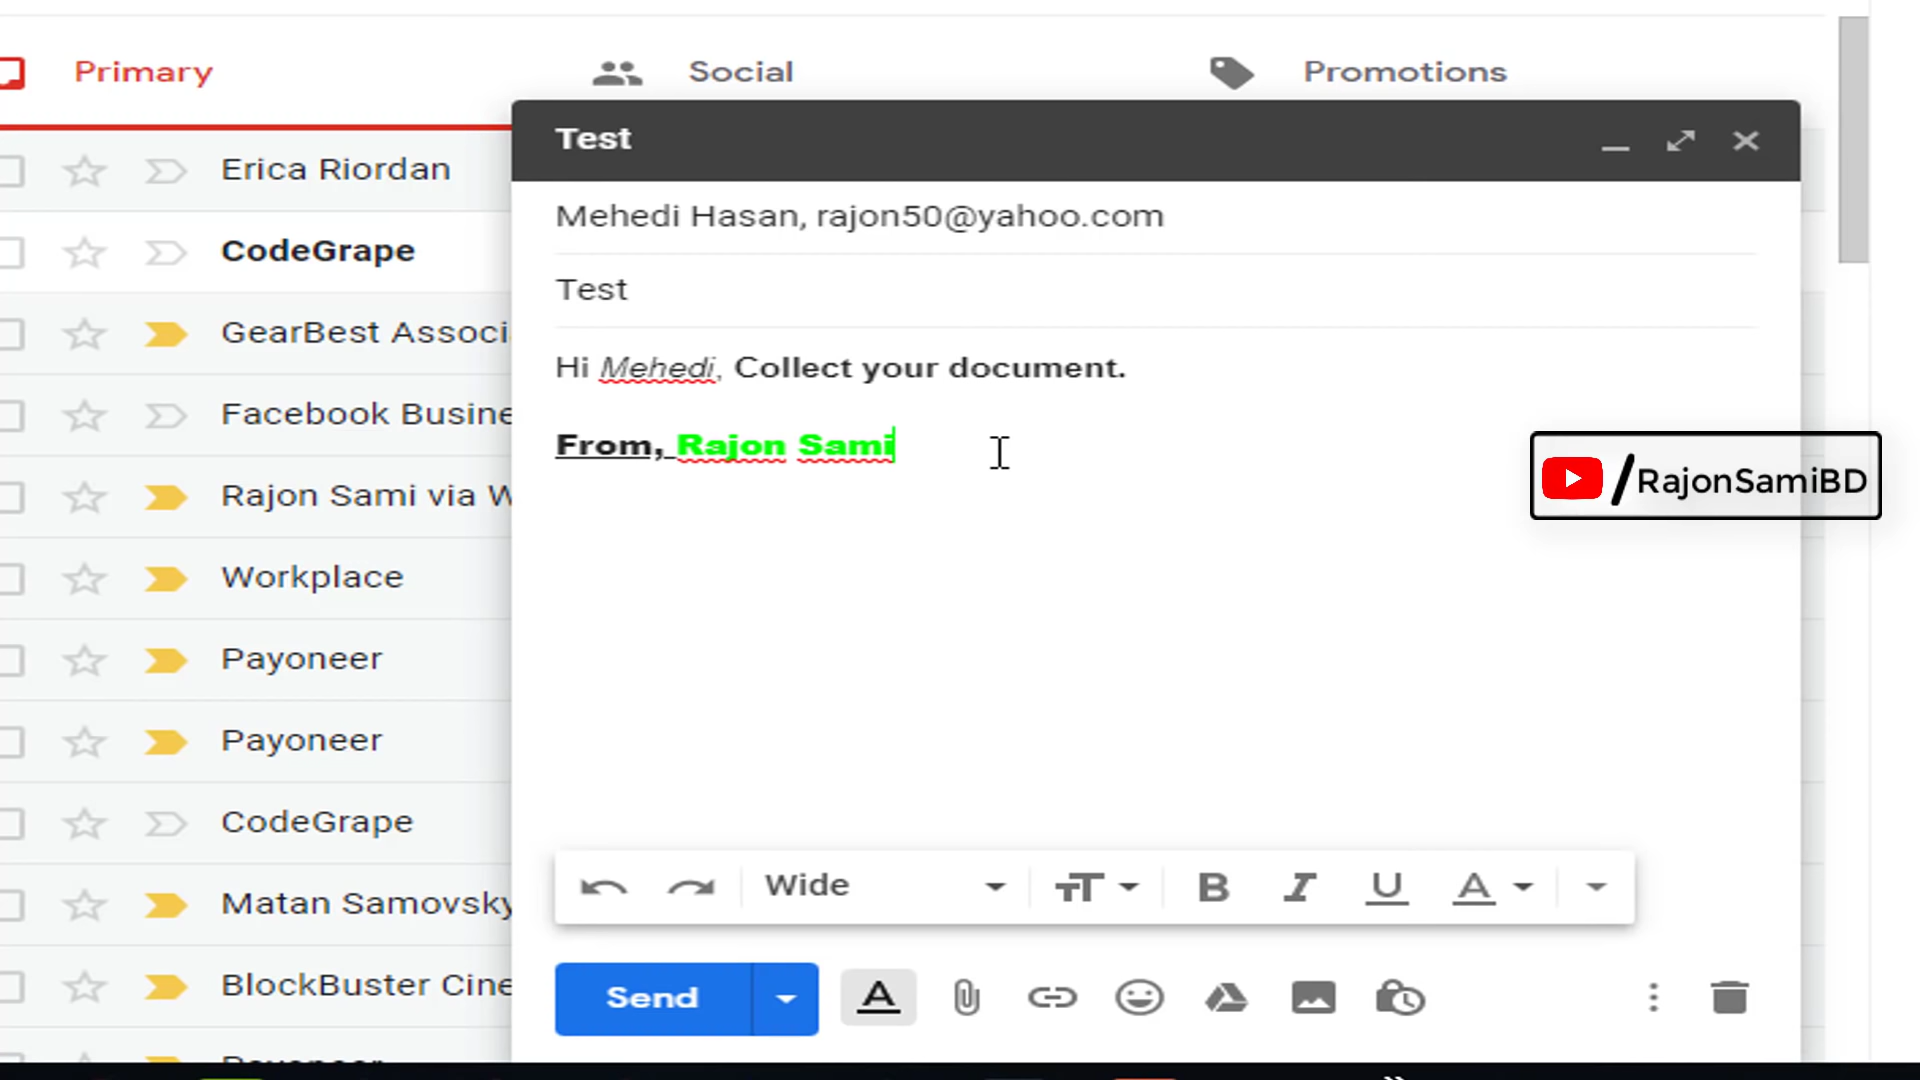 Primary
Social
Promotions
Erica Riordan
CodeGrape
GearBest Associ
Facebook Busine
Rajon Sami via W
Workplace
Payoneer
Payoneer
CodeGrape
Matan Samovsky
BlockBuster Cine
Test
Mehedi Hasan, rajon50@yahoo.com
Test
Hi Mehedi, Collect your document.
From, Rajon Sami
/RajonSamiBD
Wide
Send